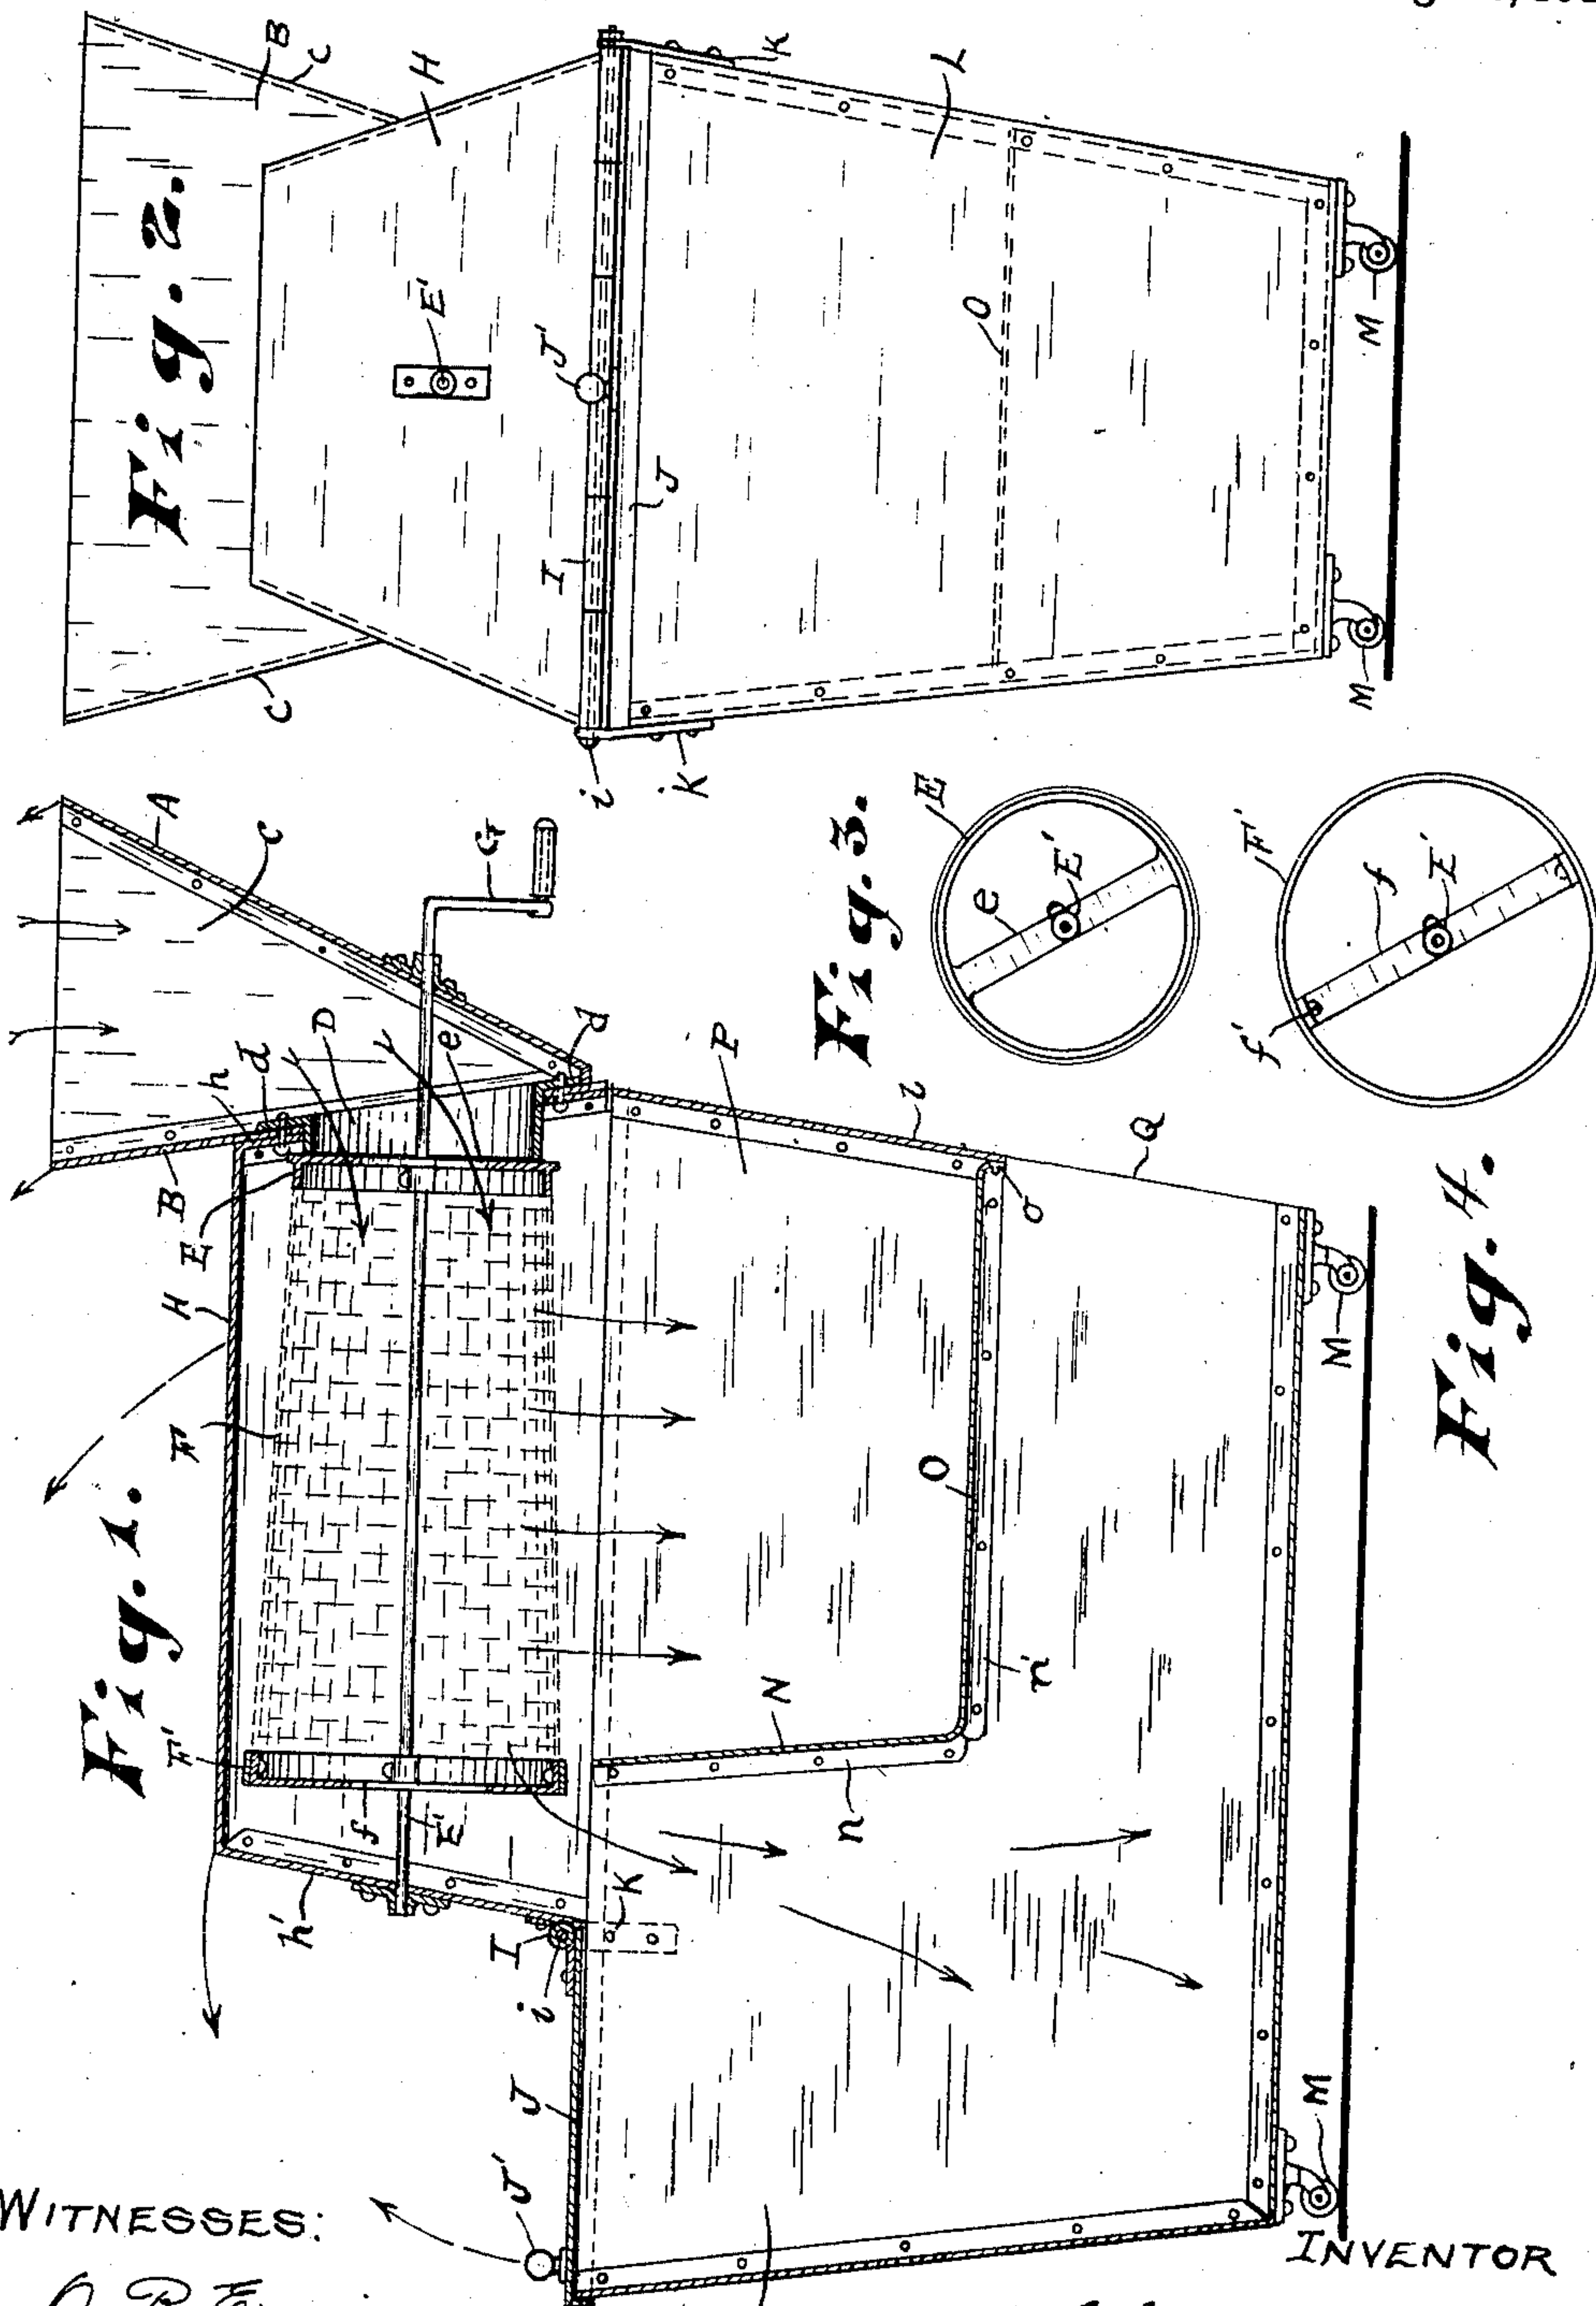 Fig. 2.
B
C
H
E'
J'
I
J
K
L
O
M
M
C
i
K
Fig. 1.
A
C
G
D
d
h
d
e
B
E
H
F
F'
f
E'
h'
I
i
K
J
J'
P
l
Q
o
O
N
n
n'
M
M
Fig. 3.
E
e
E'
Fig. 4.
F'
f
E'
f'
WITNESSES:
INVENTOR